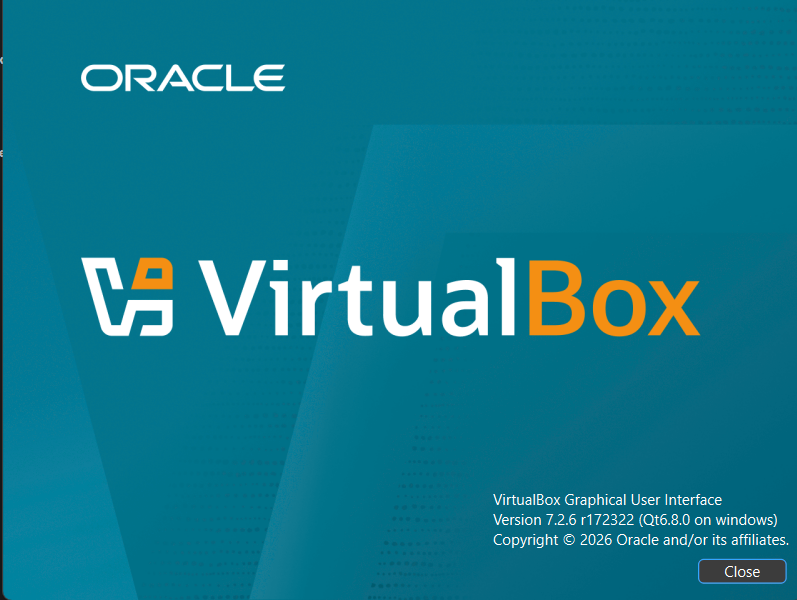 ORACLE
VirtualBox
VirtualBox Graphical User Interface
Version 7.2.6 r172322 (Qt6.8.0 on windows)
Copyright © 2026 Oracle and/or its affiliates.
Close